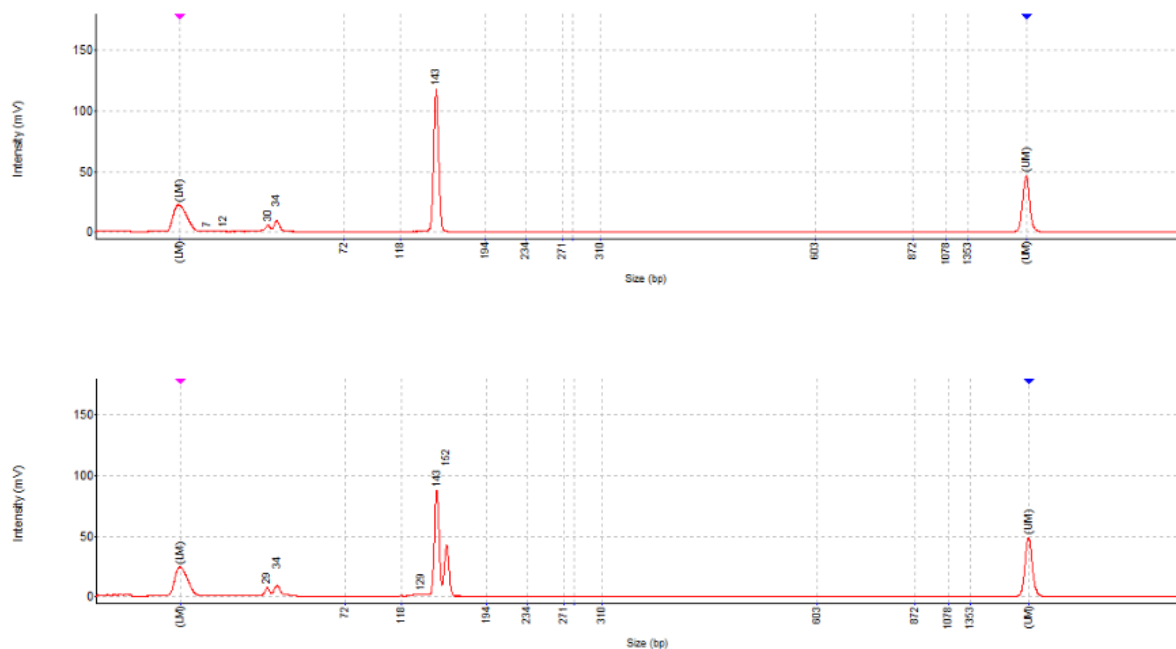 150
143
100
Intensity (mV)
50
(LM) 7 12 30 34 (UM)
0
(LM) 72 118 194 234 271 310 603 872 1078 1353 (UM)
Size (bp)
150
152
100
143
Intensity (mV)
50
(LM) 29 34 129 (UM)
0
(LM) 72 118 194 234 271 310 603 872 1078 1353 (UM)
Size (bp)